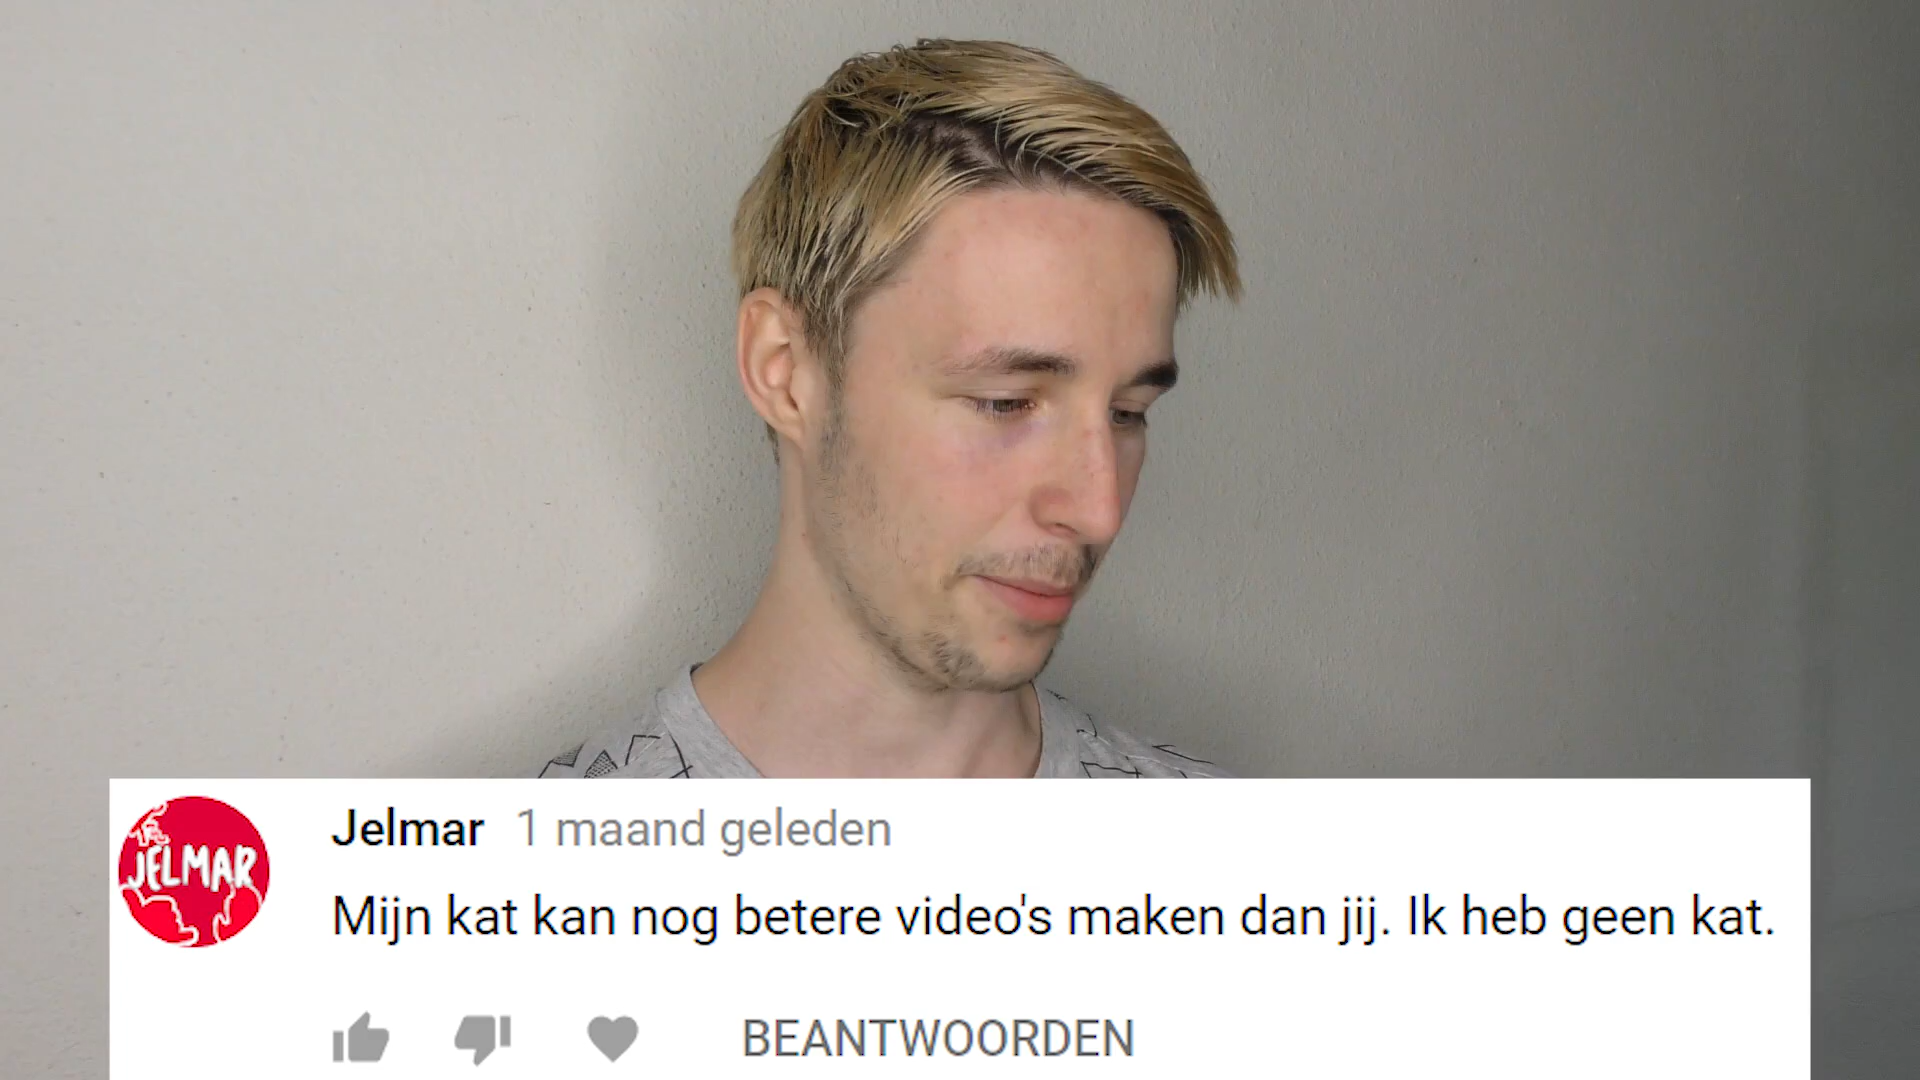 JELMAR
Jelmar 1 maand geleden
Mijn kat kan nog betere video's maken dan jij. Ik heb geen kat.
BEANTWOORDEN